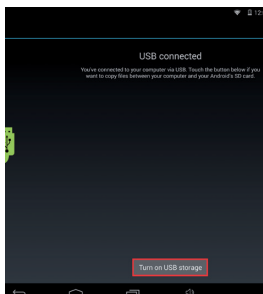 12:
USB connected
You've connected to your computer via USB. Touch the button below if you
want to copy files between your computer and your Android's SD card.
Turn on USB storage